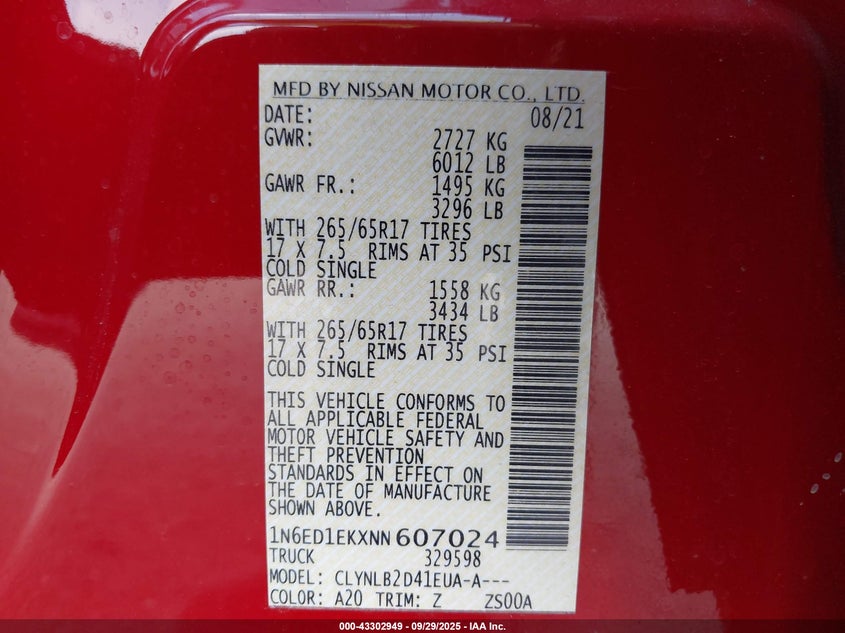 MFD BY NISSAN MOTOR CO., LTD.
DATE: 08/21
GVWR: 2727 KG
6012 LB
GAWR FR.: 1495 KG
3296 LB
WITH 265/65R17 TIRES
17 X 7.5 RIMS AT 35 PSI
COLD SINGLE
GAWR RR.: 1558 KG
3434 LB
WITH 265/65R17 TIRES
17 X 7.5 RIMS AT 35 PSI
COLD SINGLE
THIS VEHICLE CONFORMS TO
ALL APPLICABLE FEDERAL
MOTOR VEHICLE SAFETY AND
THEFT PREVENTION
STANDARDS IN EFFECT ON
THE DATE OF MANUFACTURE
SHOWN ABOVE.
1N6ED1EKXNN607024
TRUCK 329598
MODEL: CLYNLB2D41EUA-A---
COLOR: A20 TRIM: Z ZS00A
000-43302949 - 09/29/2025 - IAA Inc.